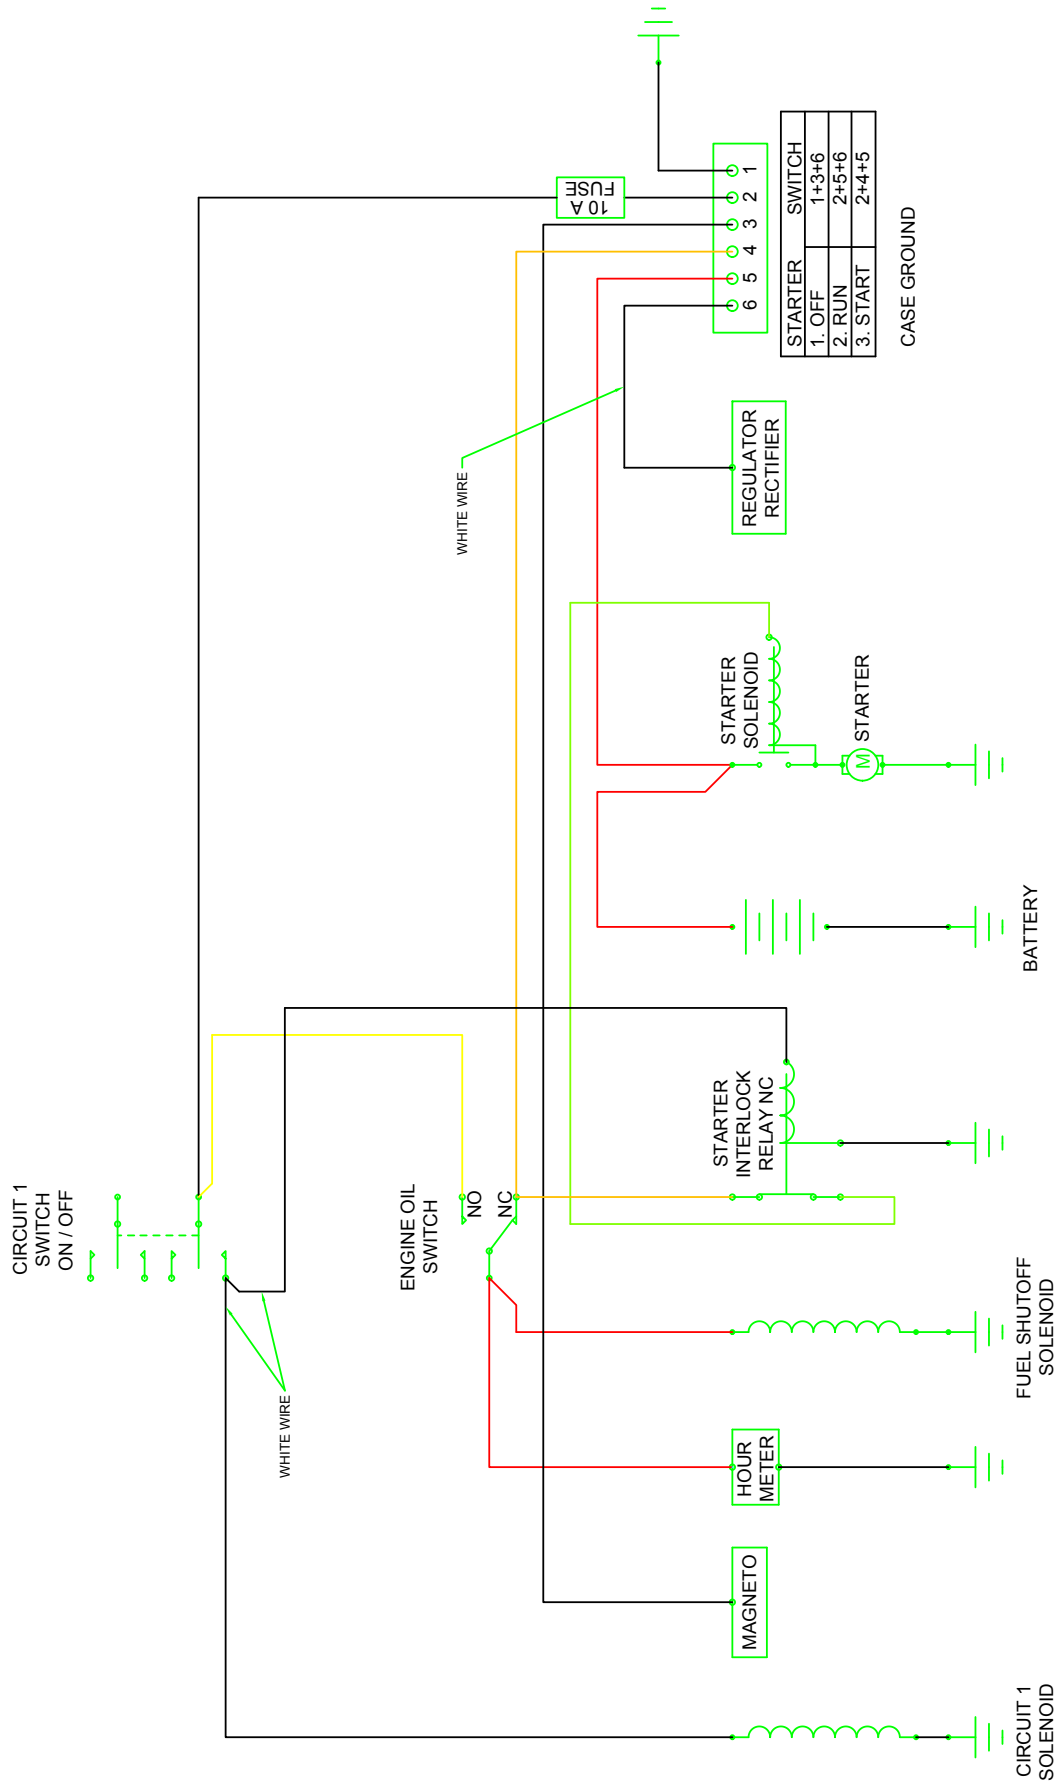 CIRCUIT 1
SOLENOID
MAGNETO
HOUR
METER
FUEL SHUTOFF
SOLENOID
WHITE WIRE
CIRCUIT 1
SWITCH
ON / OFF
ENGINE OIL
SWITCH
NO
NC
STARTER
INTERLOCK
RELAY NC
BATTERY
STARTER
SOLENOID
STARTER
M
WHITE WIRE
REGULATOR
RECTIFIER
10 A
FUSE
6 5 4 3 2 1
STARTER SWITCH
1. OFF 1+3+6
2. RUN 2+5+6
3. START 2+4+5
CASE GROUND